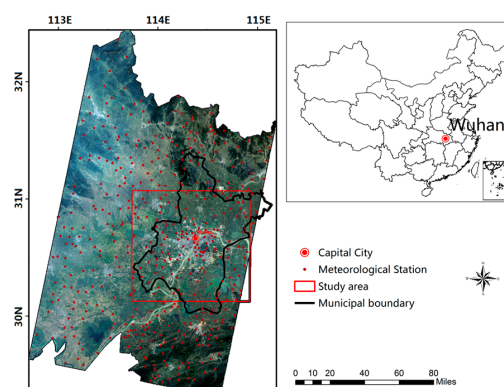 113E 114E 115E
32N
31N
30N
Wuhan
Capital City
Meteorological Station
Study area
Municipal boundary
0 10 20 40 60 80
Miles